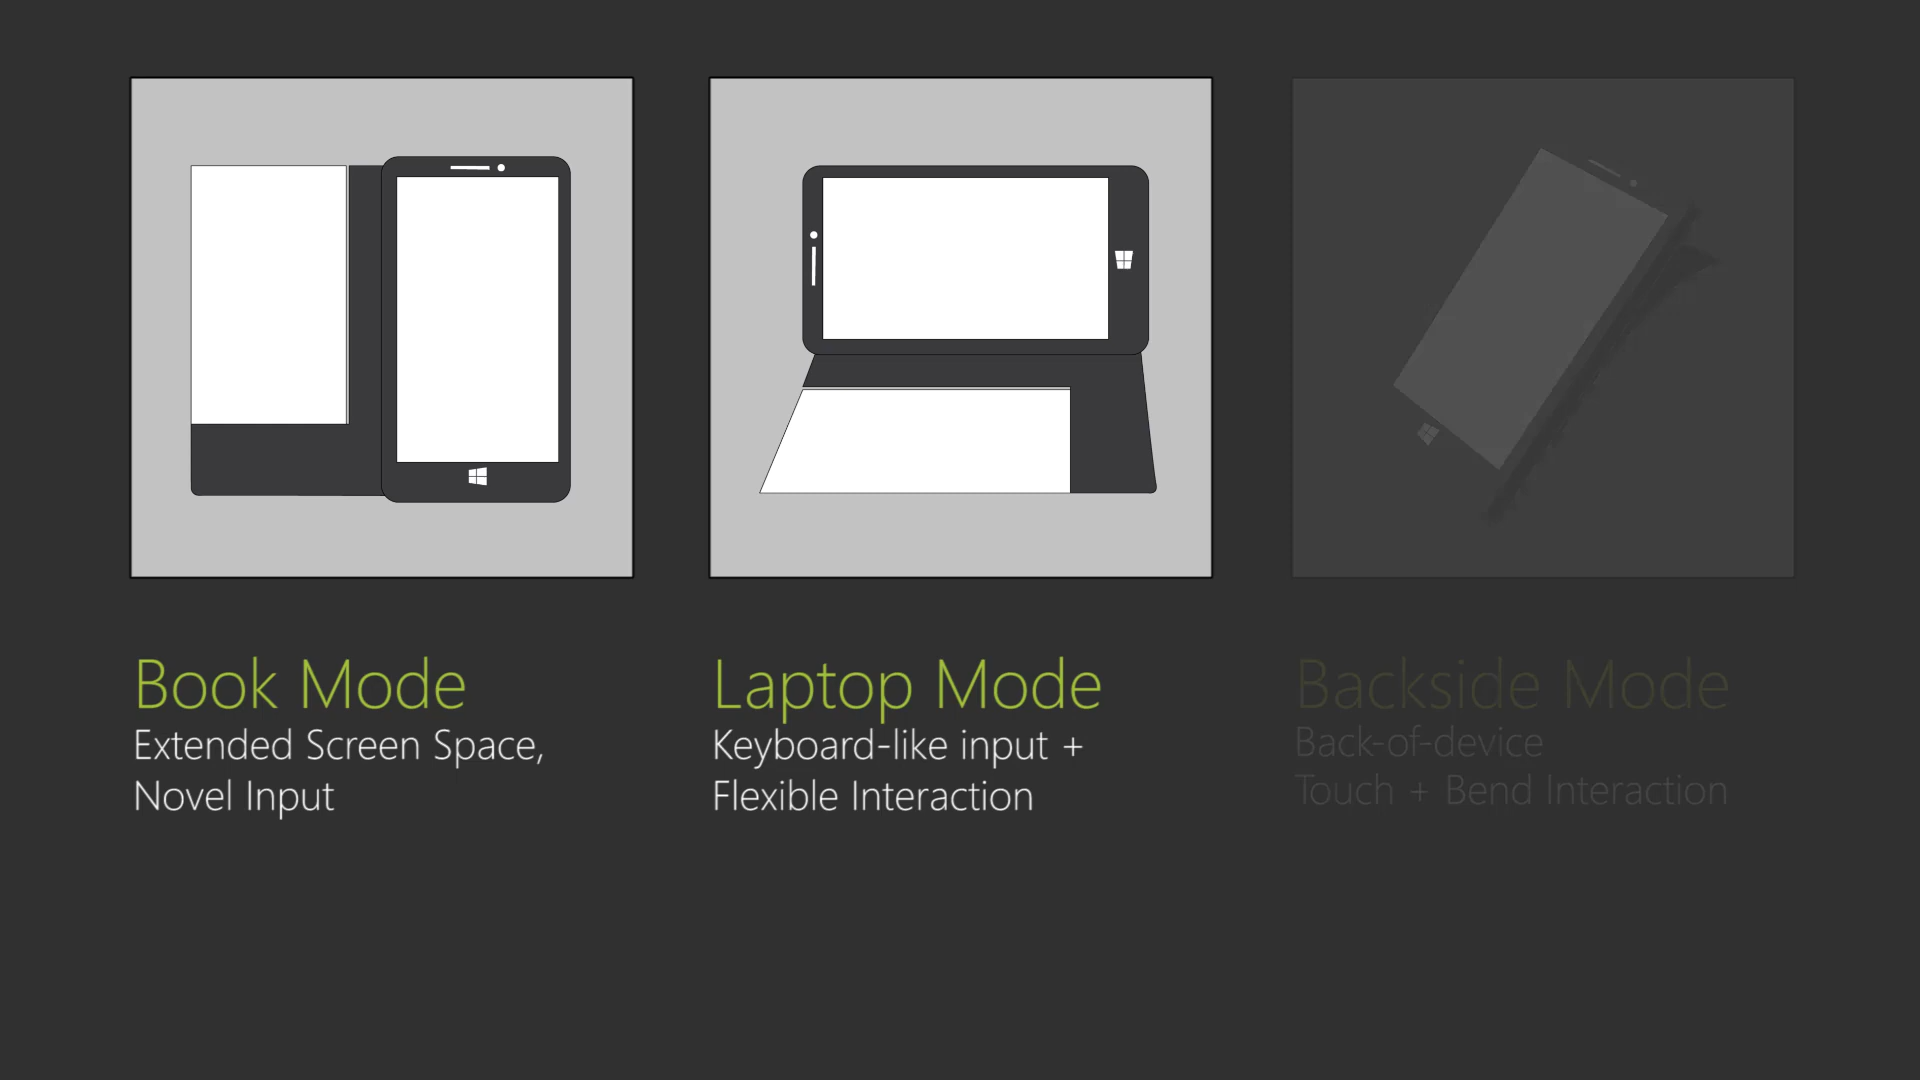 Book Mode
Extended Screen Space,
Novel Input
Laptop Mode
Keyboard-like input +
Flexible Interaction
Backside Mode
Back-of-device
Touch + Bend Interaction